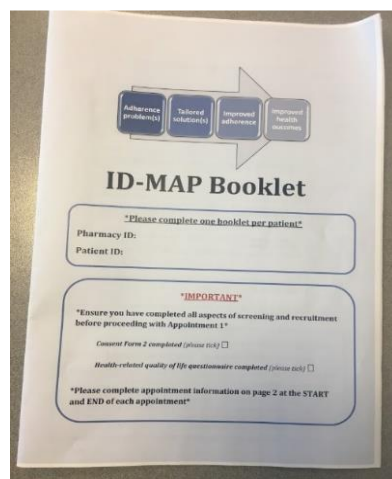 Adherence problem(s)
Tailored solution(s)
Improved adherence
Improved health outcomes
ID-MAP Booklet
*Please complete one booklet per patient*
Pharmacy ID:
Patient ID:
*IMPORTANT*
*Ensure you have completed all aspects of screening and recruitment
before proceeding with Appointment 1*
Consent Form 2 completed (please tick) ☐
Health-related quality of life questionnaire completed (please tick) ☐
*Please complete appointment information on page 2 at the START
and END of each appointment*